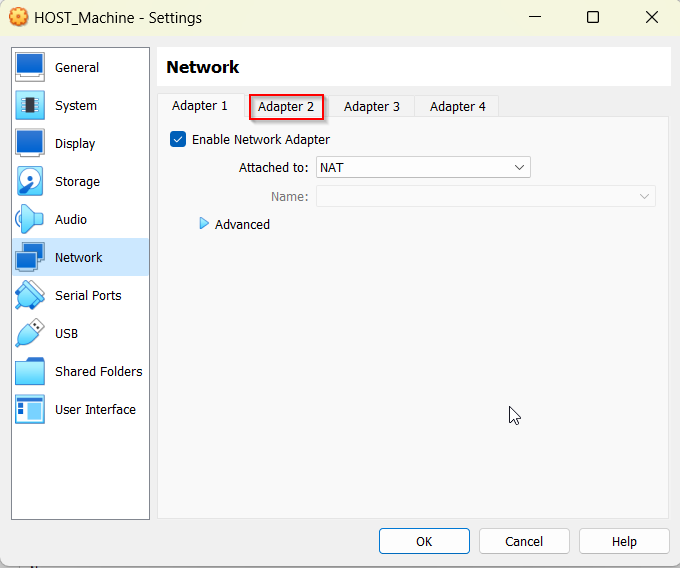 HOST_Machine - Settings
General
System
Display
Storage
Audio
Network
Serial Ports
USB
Shared Folders
User Interface
Network
Adapter 1 Adapter 2 Adapter 3 Adapter 4
Enable Network Adapter
Attached to: NAT
Name:
Advanced
OK Cancel Help